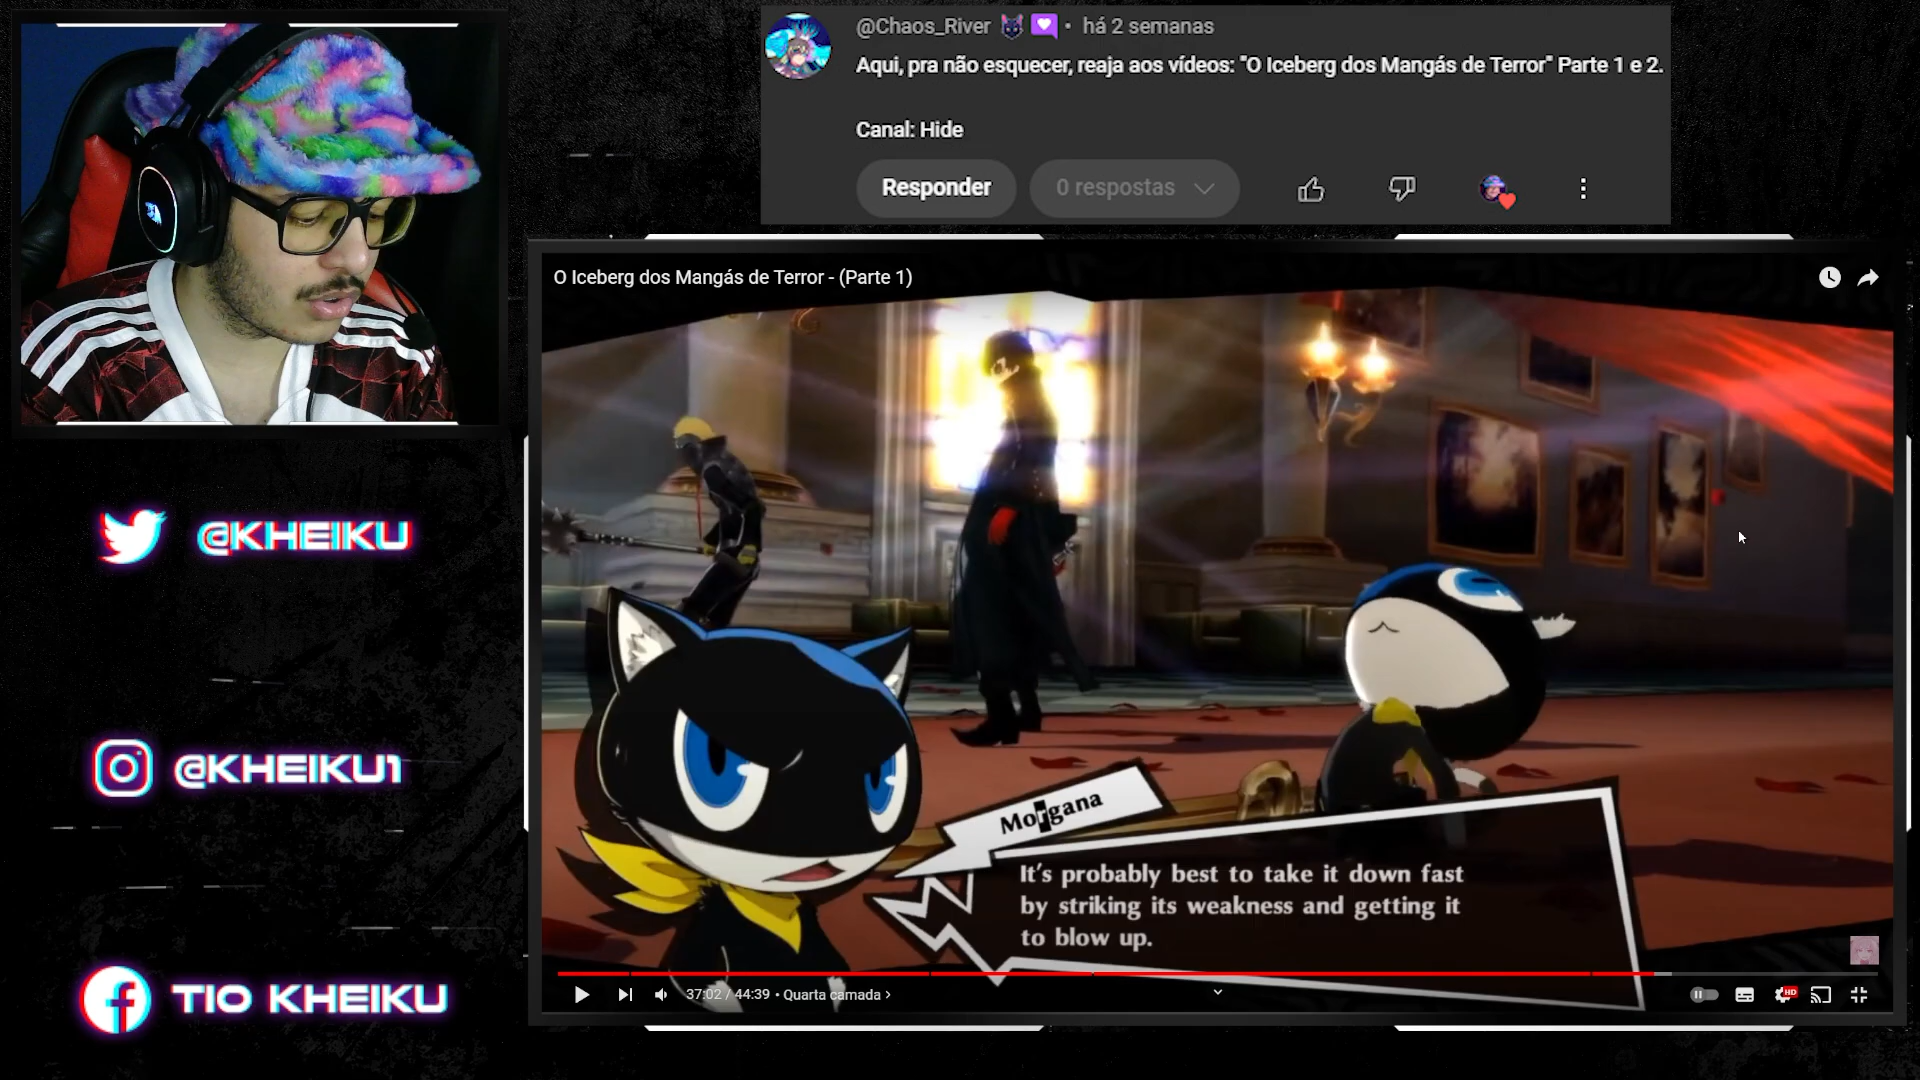 @Chaos_River • há 2 semanas
Aqui, pra não esquecer, reaja aos vídeos: "O Iceberg dos Mangás de Terror" Parte 1 e 2.
Canal: Hide
Responder
0 respostas
O Iceberg dos Mangás de Terror - (Parte 1)
@KHEIKU
@KHEIKU1
TIO KHEIKU
Morgana
It's probably best to take it down fast
by striking its weakness and getting it
to blow up.
37:02 / 44:39 • Quarta camada ›
HD